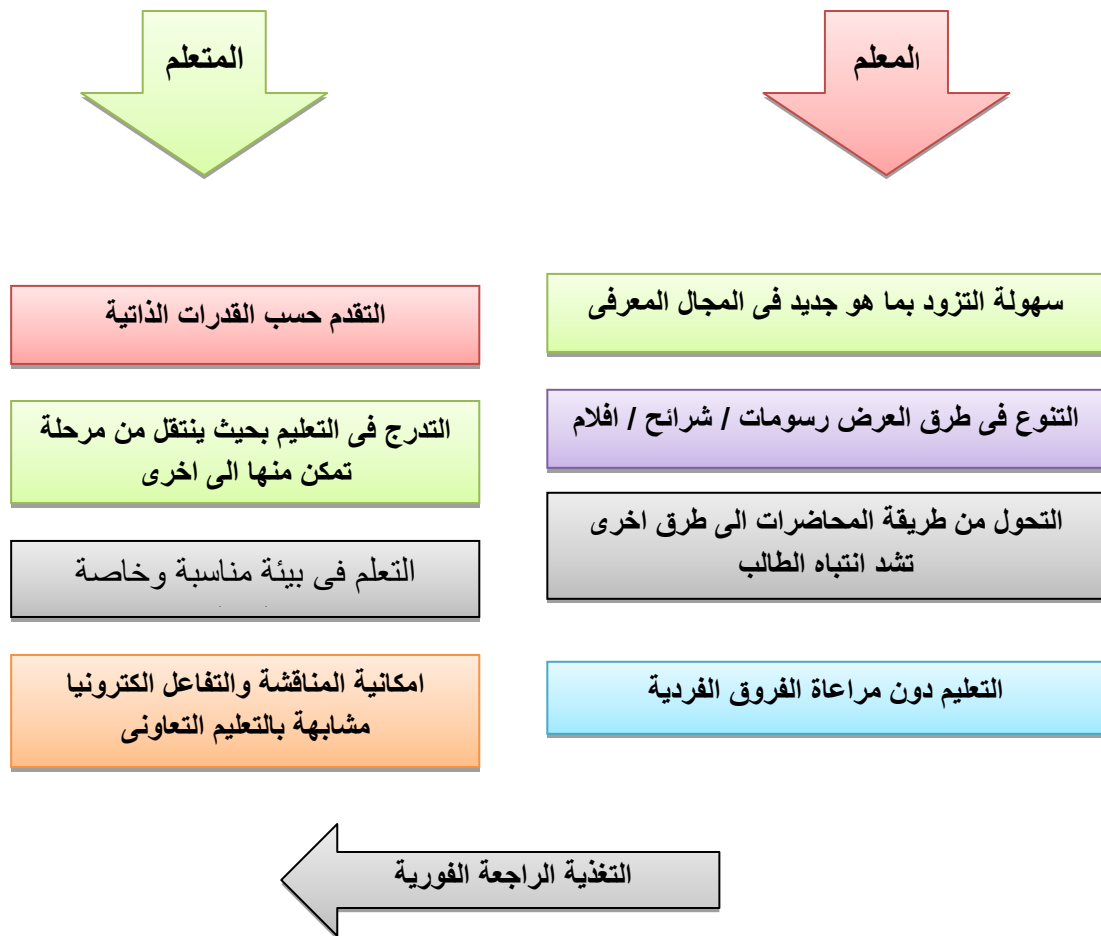 المعلم
المتعلم
سهولة التزود بما هو جديد فى المجال المعرفى
التنوع فى طرق العرض رسومات / شرائح / افلام
التحول من طريقة المحاضرات الى طرق اخرى
تشد انتباه الطالب
التعليم دون مراعاة الفروق الفردية
التقدم حسب القدرات الذاتية
التدرج فى التعليم بحيث ينتقل من مرحلة
تمكن منها الى اخرى
التعلم فى بيئة مناسبة وخاصة
امكانية المناقشة والتفاعل الكترونيا
مشابهة بالتعليم التعاونى
التغذية الراجعة الفورية